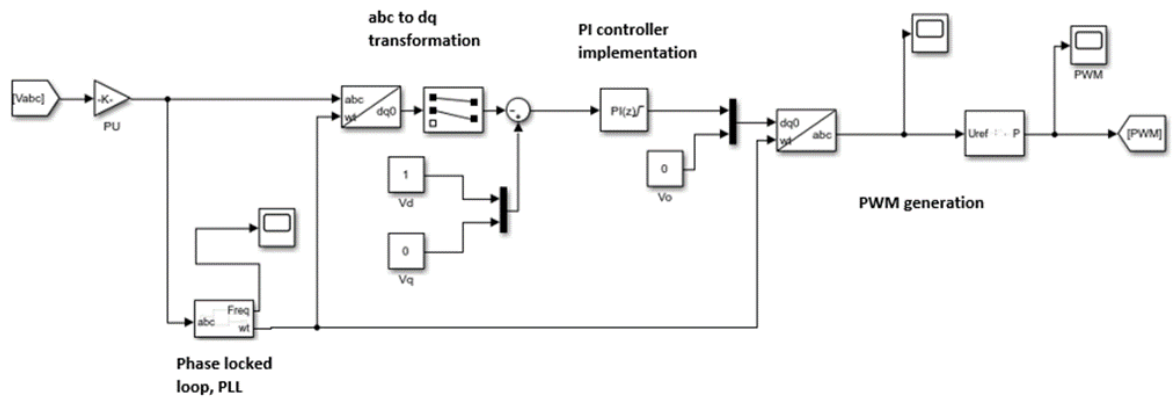 abc to dq
transformation
PI controller
implementation
[Vabc]
-K-
PU
abc
wt
dq0
PI(z)
1
Vd
0
Vq
0
Vo
dq0
wt
abc
Uref
P
PWM
[PWM]
PWM generation
abc
Freq
wt
Phase locked
loop, PLL